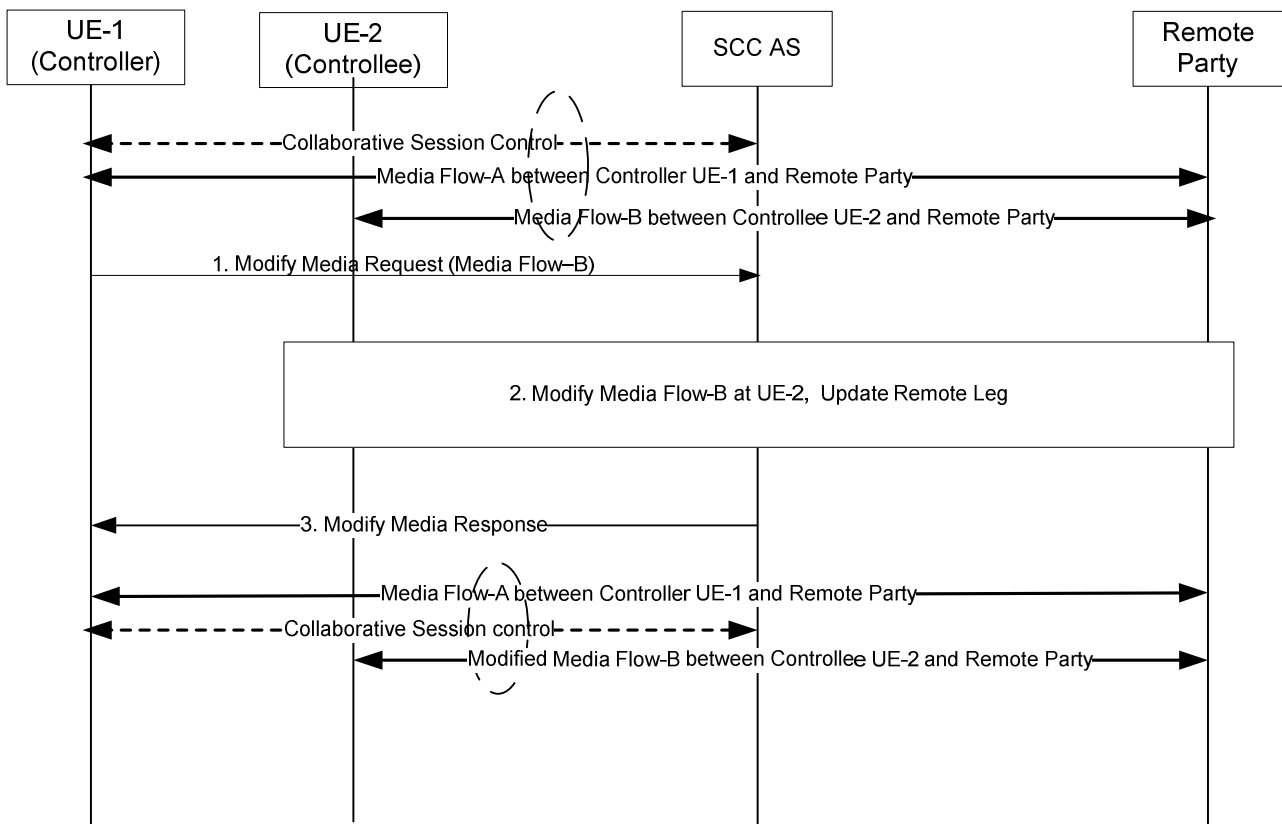 UE-1
(Controller)
UE-2
(Controllee)
SCC AS
Remote
Party
Collaborative Session Control
Media Flow-A between Controller UE-1 and Remote Party
Media Flow-B between Controllee UE-2 and Remote Party
1. Modify Media Request (Media Flow–B)
2. Modify Media Flow-B at UE-2, Update Remote Leg
3. Modify Media Response
Media Flow-A between Controller UE-1 and Remote Party
Collaborative Session control
Modified Media Flow-B between Controllee UE-2 and Remote Party